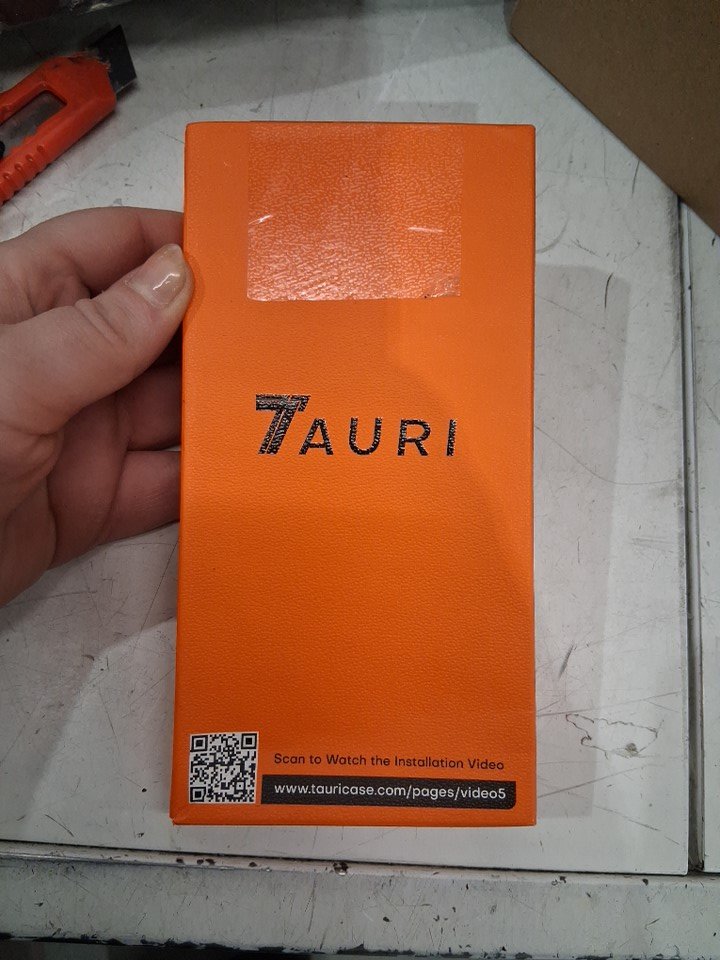 TAURI
Scan to Watch the Installation Video
www.tauricase.com/pages/video5